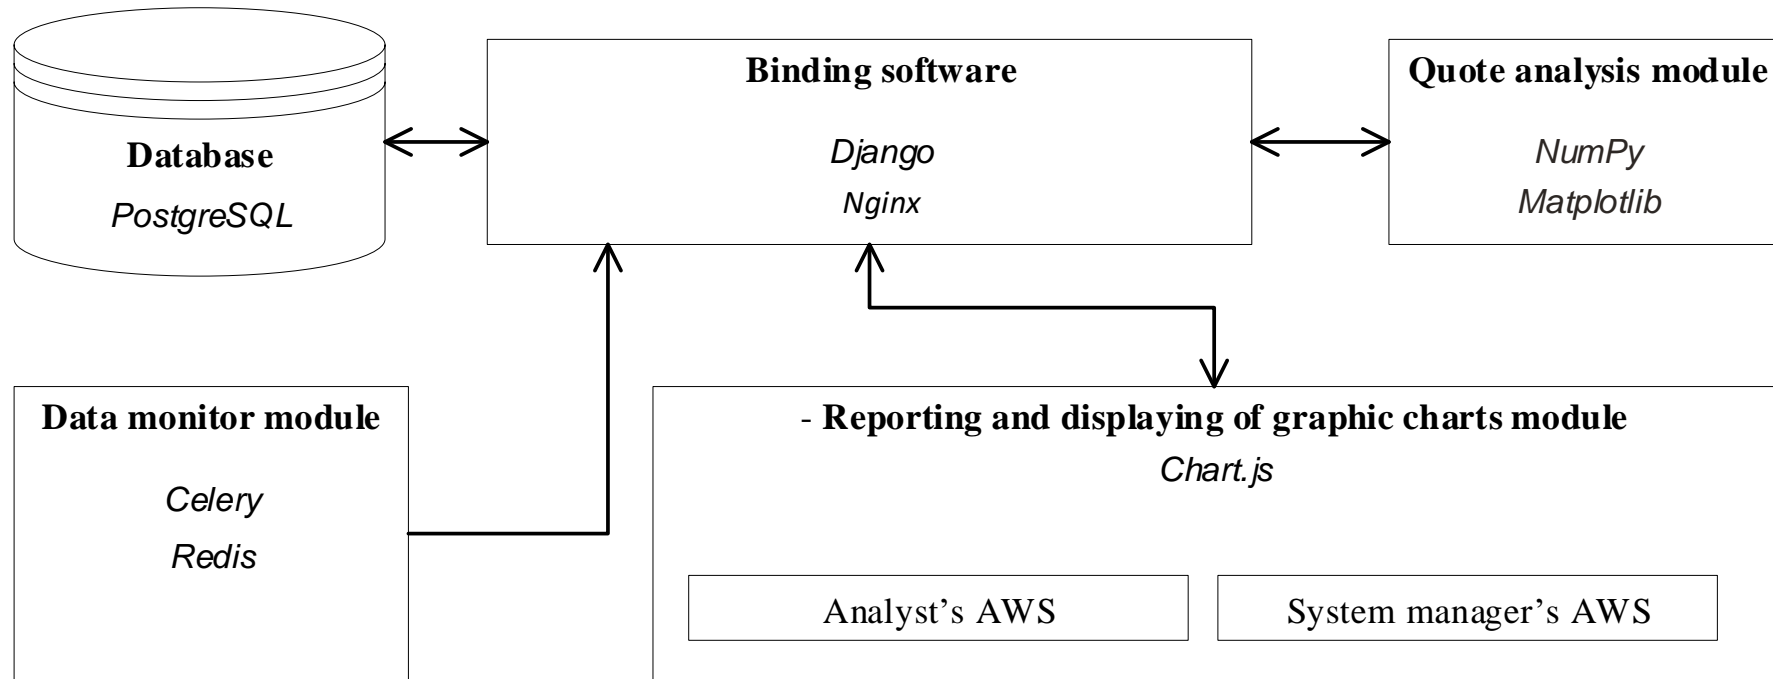 Database
PostgreSQL
Binding software
Django
Nginx
Quote analysis module
NumPy
Matplotlib
Data monitor module
Celery
Redis
- Reporting and displaying of graphic charts module
Chart.js
Analyst’s AWS
System manager’s AWS